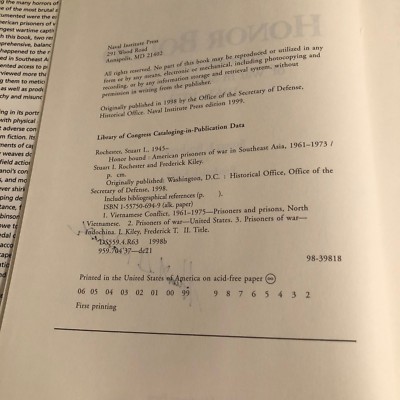 Naval Institute Press
291 Wood Road
Annapolis, MD 21402
All rights reserved. No part of this book may be reproduced or utilized in any
form or by any means, electronic or mechanical, including photocopying and
recording, or by any information storage and retrieval system, without
permission in writing from the publisher.
Originally published in 1998 by the Office of the Secretary of Defense,
Historical Office. Naval Institute Press edition 1999.
Library of Congress Cataloging-in-Publication Data
Rochester, Stuart I., 1945–
Honor bound : American prisoners of war in Southeast Asia, 1961–1973 /
Stuart I. Rochester and Frederick Kiley.
p. cm.
Originally published: Washington, D.C. : Historical Office, Office of the
Secretary of Defense, 1998.
Includes bibliographical references (p. ).
ISBN 1-55750-694-9 (alk. paper)
1. Vietnamese Conflict, 1961–1975—Prisoners and prisons, North
Vietnamese. 2. Prisoners of war—United States. 3. Prisoners of war—
Indochina. I. Kiley, Frederick T. II. Title.
DS559.4.R63 1998b
959.704'37–dc21
98-39818
Printed in the United States of America on acid-free paper
06 05 04 03 02 01 00 99 9 8 7 6 5 4 3 2
First printing